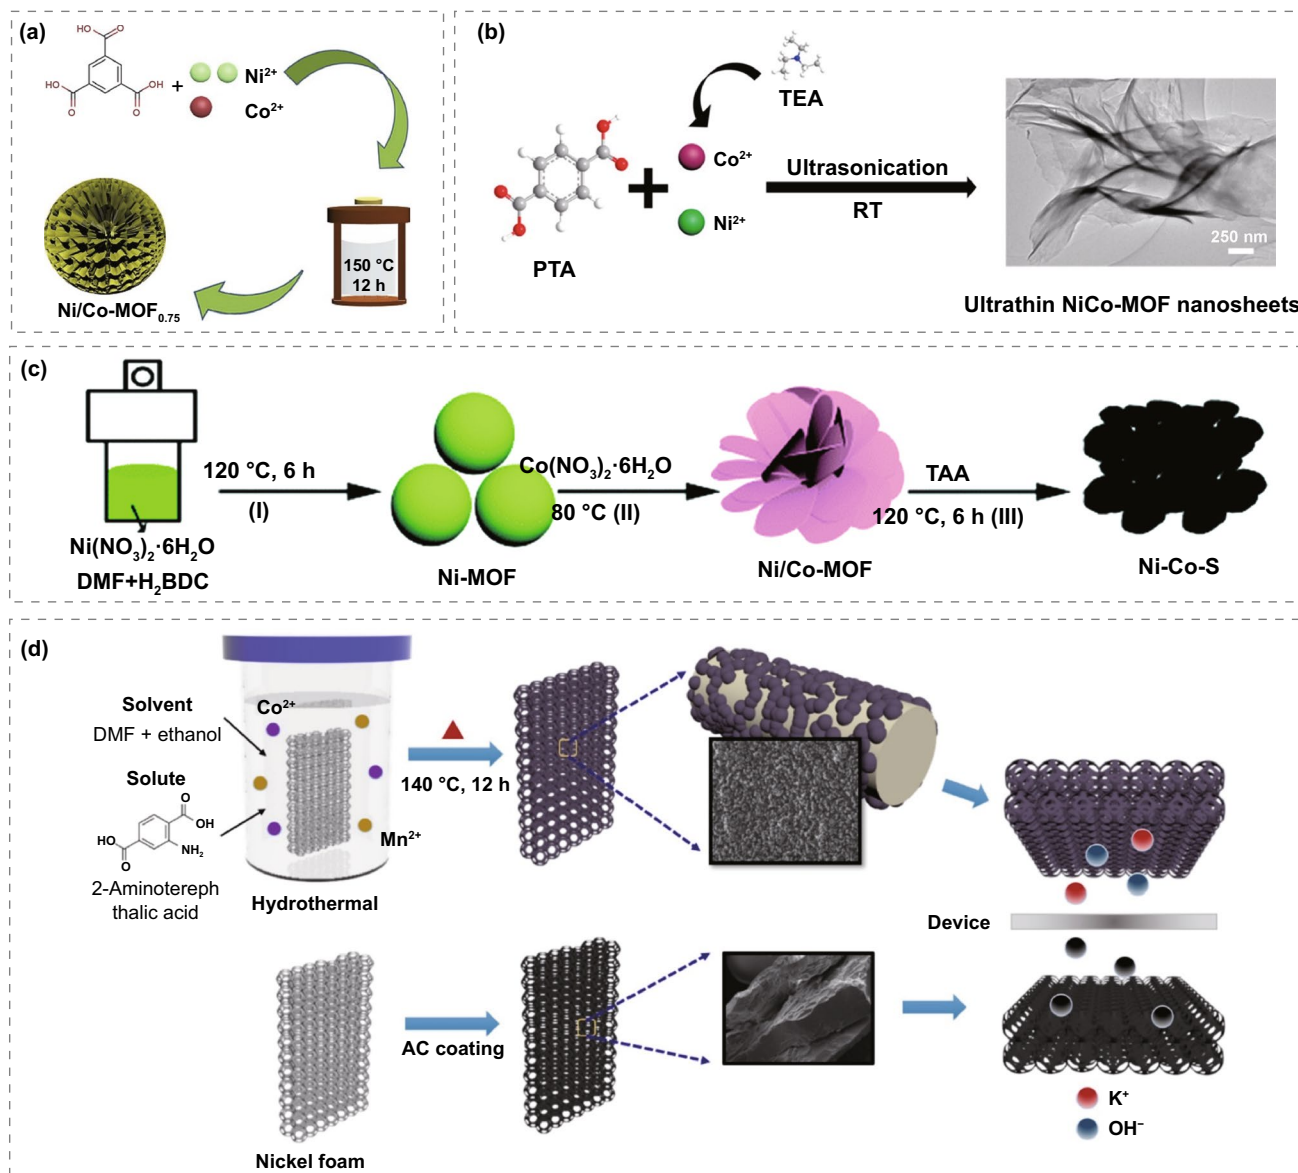 (a)
HO
O
O
OH
HO
O
+
Ni²⁺
Co²⁺
150 °C
12 h
Ni/Co-MOF₀.₇₅
(b)
TEA
PTA
+
Co²⁺
Ni²⁺
Ultrasonication
RT
250 nm
Ultrathin NiCo-MOF nanosheets
(c)
Ni(NO₃)₂·6H₂O
DMF+H₂BDC
120 °C, 6 h
(I)
Ni-MOF
Co(NO₃)₂·6H₂O
80 °C (II)
Ni/Co-MOF
TAA
120 °C, 6 h (III)
Ni-Co-S
(d)
Solvent
DMF + ethanol
Solute
O
OH
HO
NH₂
O
2-Aminotereph
thalic acid
Co²⁺
Mn²⁺
Hydrothermal
140 °C, 12 h
Device
AC coating
Nickel foam
K⁺
OH⁻